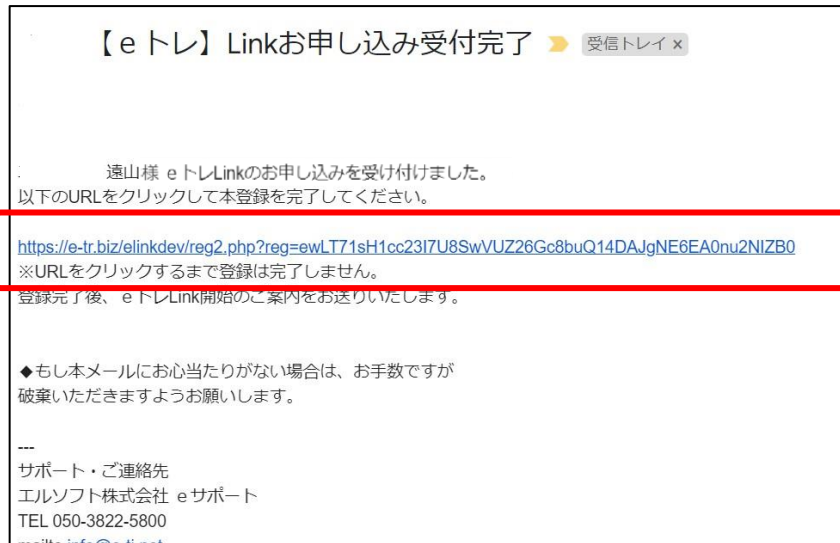 【ｅトレ】Linkお申し込み受付完了 受信トレイ x
遠山様 ｅトレLinkのお申し込みを受け付けました。
以下のURLをクリックして本登録を完了してください。
https://e-tr.biz/elinkdev/reg2.php?reg=ewLT71sH1cc23I7U8SwVUZ26Gc8buQ14DAJgNE6EA0nu2NIZB0
※URLをクリックするまで登録は完了しません。
登録完了後、ｅトレLink開始のご案内をお送りいたします。
◆もし本メールにお心当たりがない場合は、お手数ですが
破棄いただきますようお願いします。
---
サポート・ご連絡先
エルソフト株式会社 ｅサポート
TEL 050-3822-5800